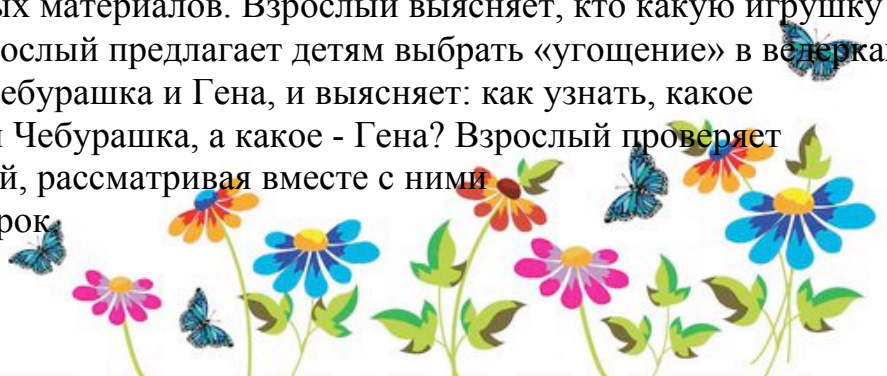 ых материалов. Взрослый выясняет, кто какую игрушку
ослый предлагает детям выбрать «угощение» в ведерка
ебурашка и Гена, и выясняет: как узнать, какое
Чебурашка, а какое - Гена? Взрослый проверяет
й, рассматривая вместе с ними
рок.